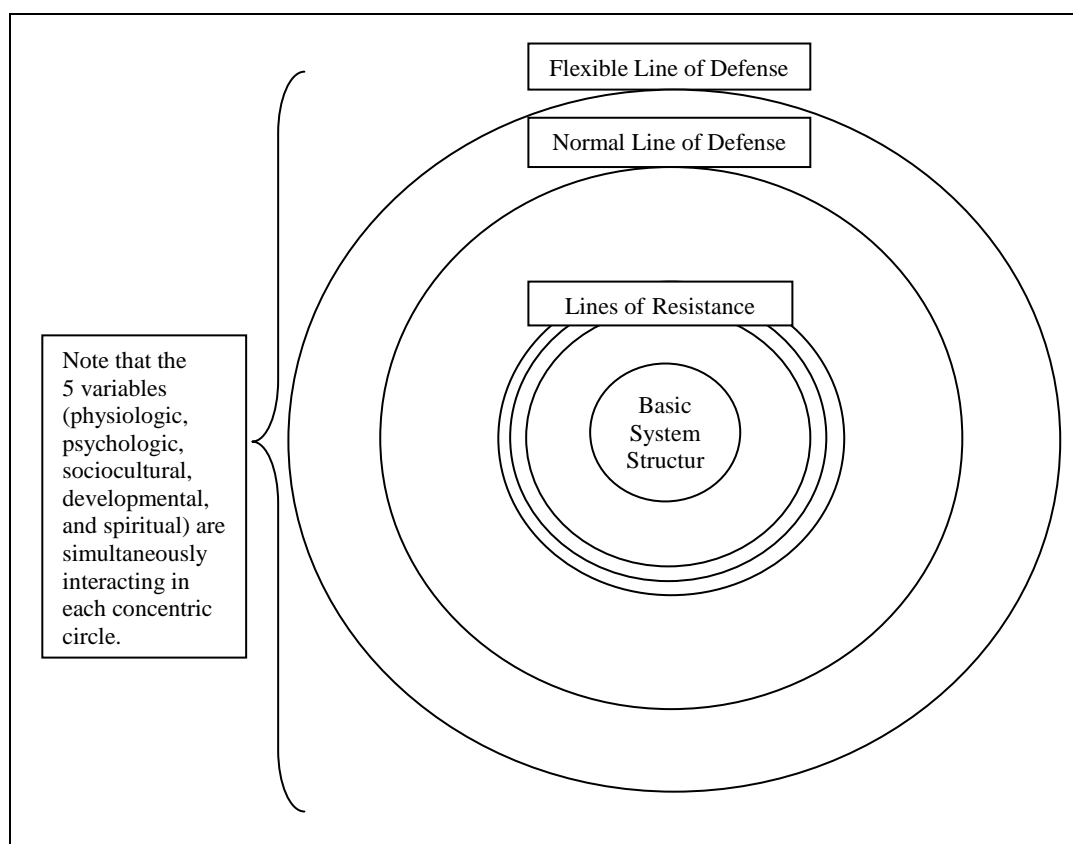 Flexible Line of Defense
Normal Line of Defense
Lines of Resistance
Basic
System
Structur
Note that the
5 variables
(physiologic,
psychologic,
sociocultural,
developmental,
and spiritual) are
simultaneously
interacting in
each concentric
circle.